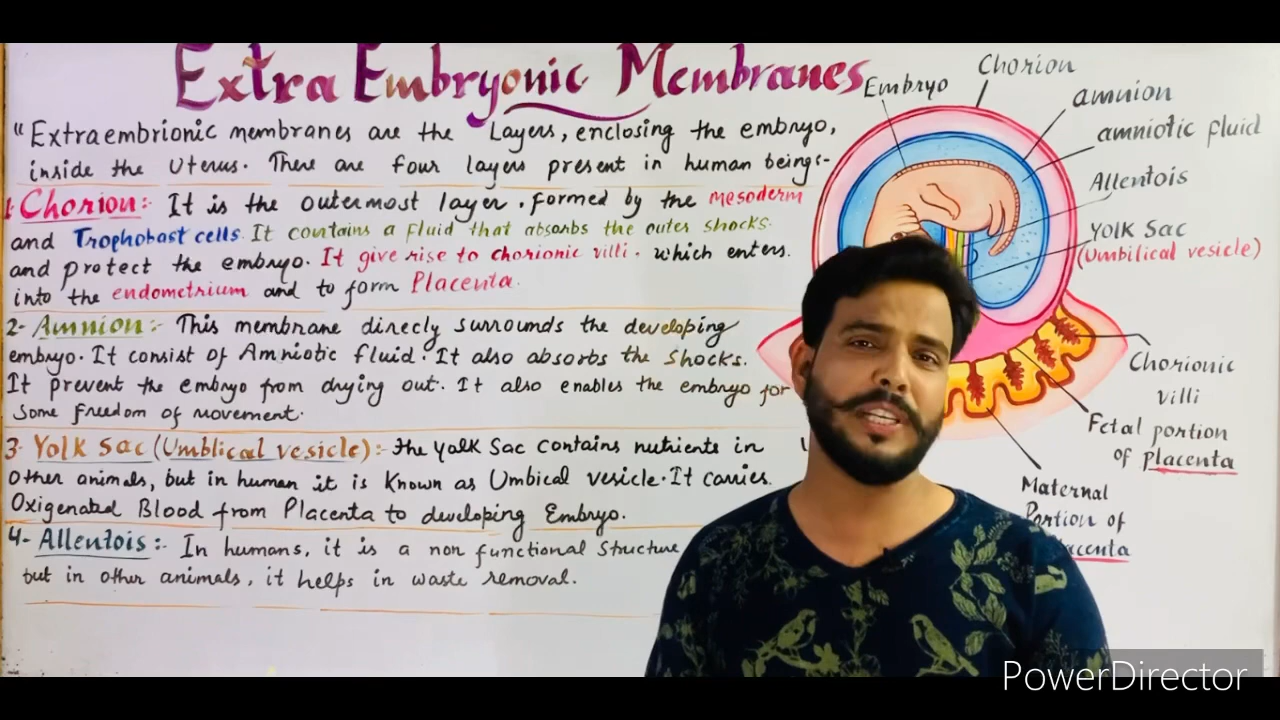 Extra Embryonic Membranes
"Extraembrionic membranes are the Layers, enclosing the embryo,
inside the Uterus. There are four layers present in human beings-
1. Chorion:- It is the outermost layer, formed by the mesoderm
and Trophobast cells. It contains a fluid that absorbs the outer shocks.
and protect the embryo. It give rise to chorionic villi, which enters.
into the endometrium and to form Placenta.
2- Amnion:- This membrane direcly surrounds the developing
embryo. It consist of Amniotic fluid. It also absorbs the shocks.
It prevent the embryo from drying out. It also enables the embryo for
some freedom of movement.
3- Yolk Sac (Umblical vesicle):- the yolk Sac contains nutrients in
other animals, but in human it is known as Umbical vesicle. It carries.
Oxigenated Blood from Placenta to developing Embryo.
4- Allentois:- In humans, it is a non functional Structure
but in other animals, it helps in waste removal.
Embryo
Chorion
amnion
amniotic fluid
Allentois
Yolk Sac
(Umbilical vesicle)
Chorionic
villi
Fetal portion
of Placenta
Maternal
Portion of
PowerDirector